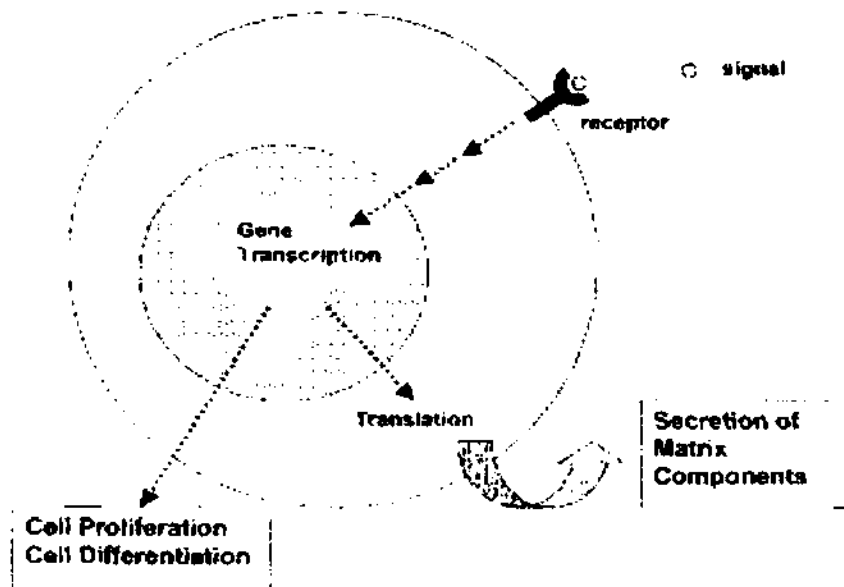 C signal
C
receptor
Gene
Transcription
Translation
Secretion of
Matrix
Components
Cell Proliferation
Cell Differentiation